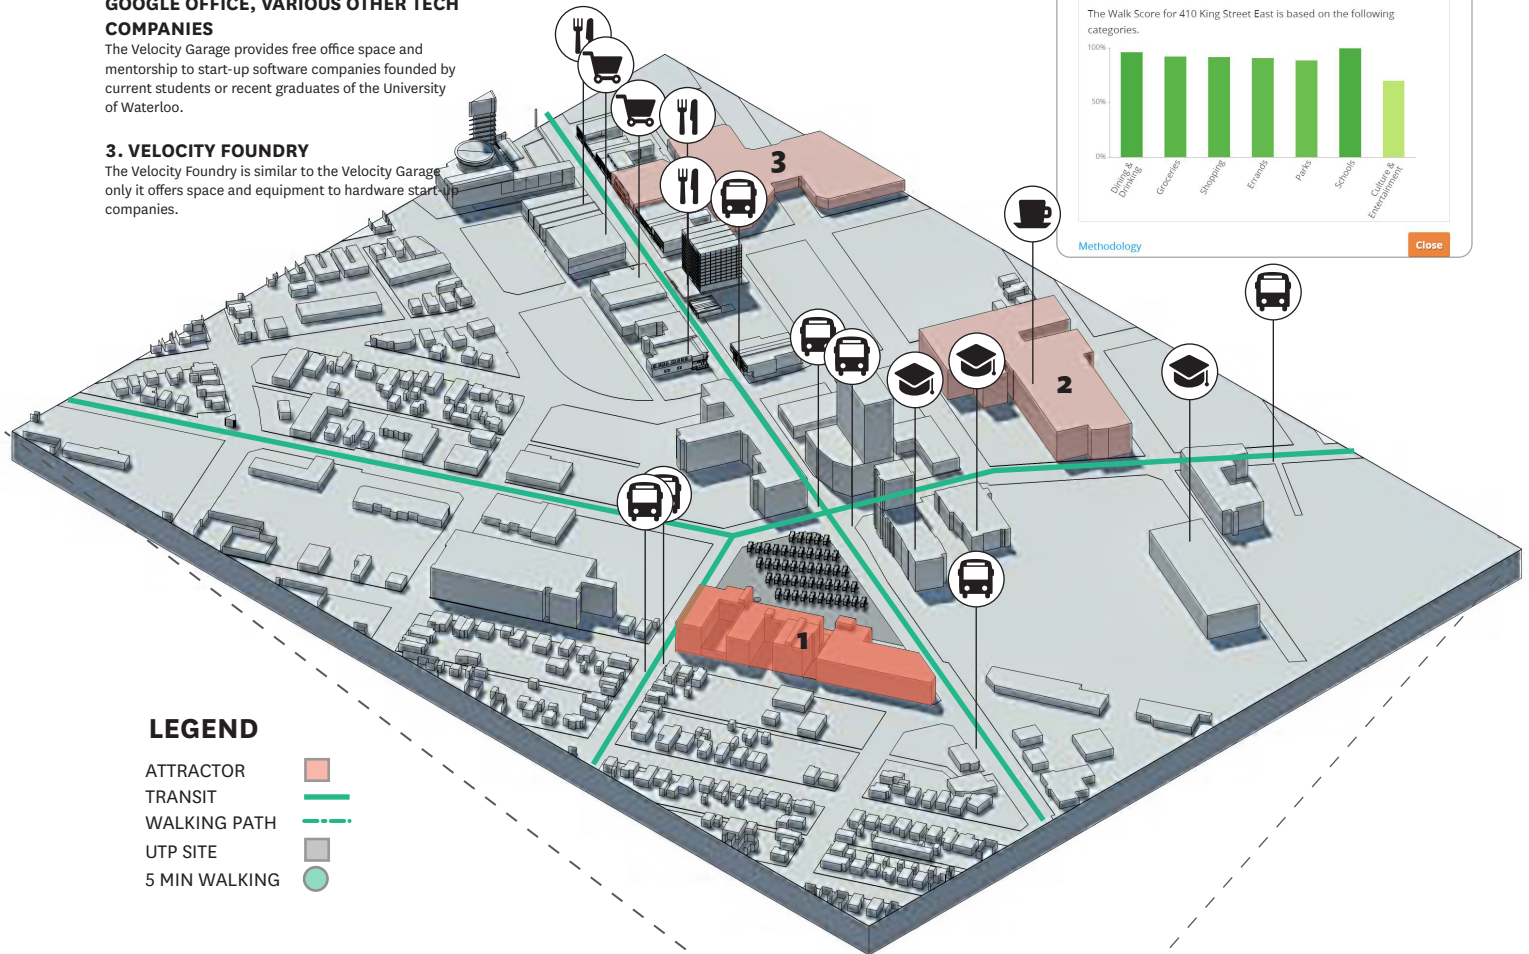 GOOGLE OFFICE, VARIOUS OTHER TECH
COMPANIES
The Velocity Garage provides free office space and
mentorship to start-up software companies founded by
current students or recent graduates of the University
of Waterloo.
3. VELOCITY FOUNDRY
The Velocity Foundry is similar to the Velocity Garage
only it offers space and equipment to hardware start-up
companies.
The Walk Score for 410 King Street East is based on the following
categories.
100%
50%
0%
Dining &
Drinking
Groceries
Shopping
Errands
Parks
Schools
Culture &
Entertainment
Methodology
Close
3
2
1
LEGEND
ATTRACTOR
TRANSIT
WALKING PATH
UTP SITE
5 MIN WALKING